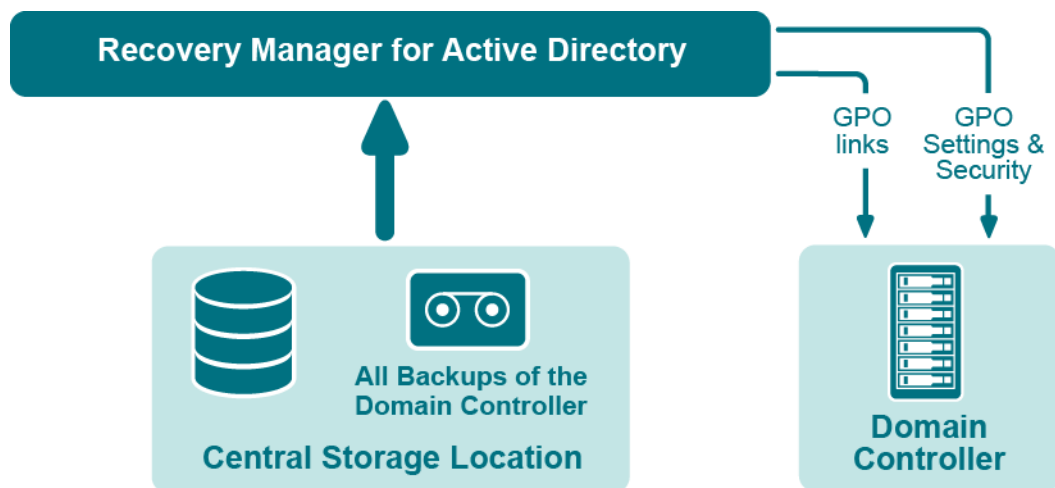 Recovery Manager for Active Directory
GPO
links
GPO
Settings &
Security
All Backups of the
Domain Controller
Central Storage Location
Domain
Controller